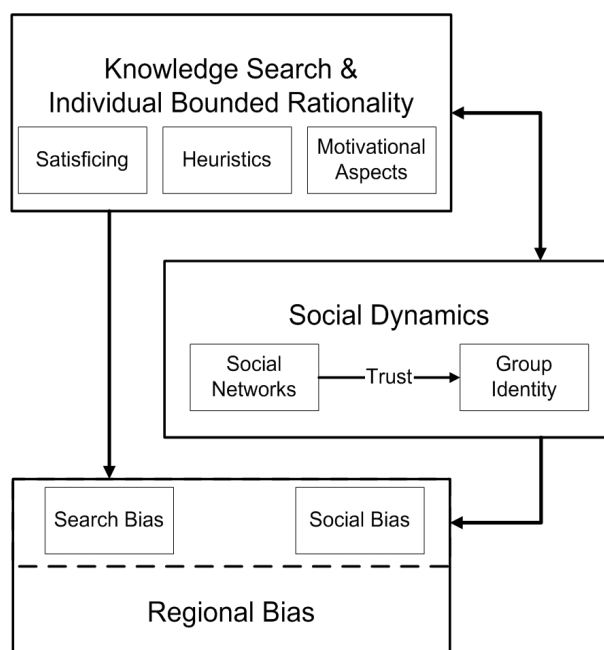 Knowledge Search &
Individual Bounded Rationality
Satisficing
Heuristics
Motivational
Aspects
Social Dynamics
Social
Networks
Trust
Group
Identity
Search Bias
Social Bias
Regional Bias